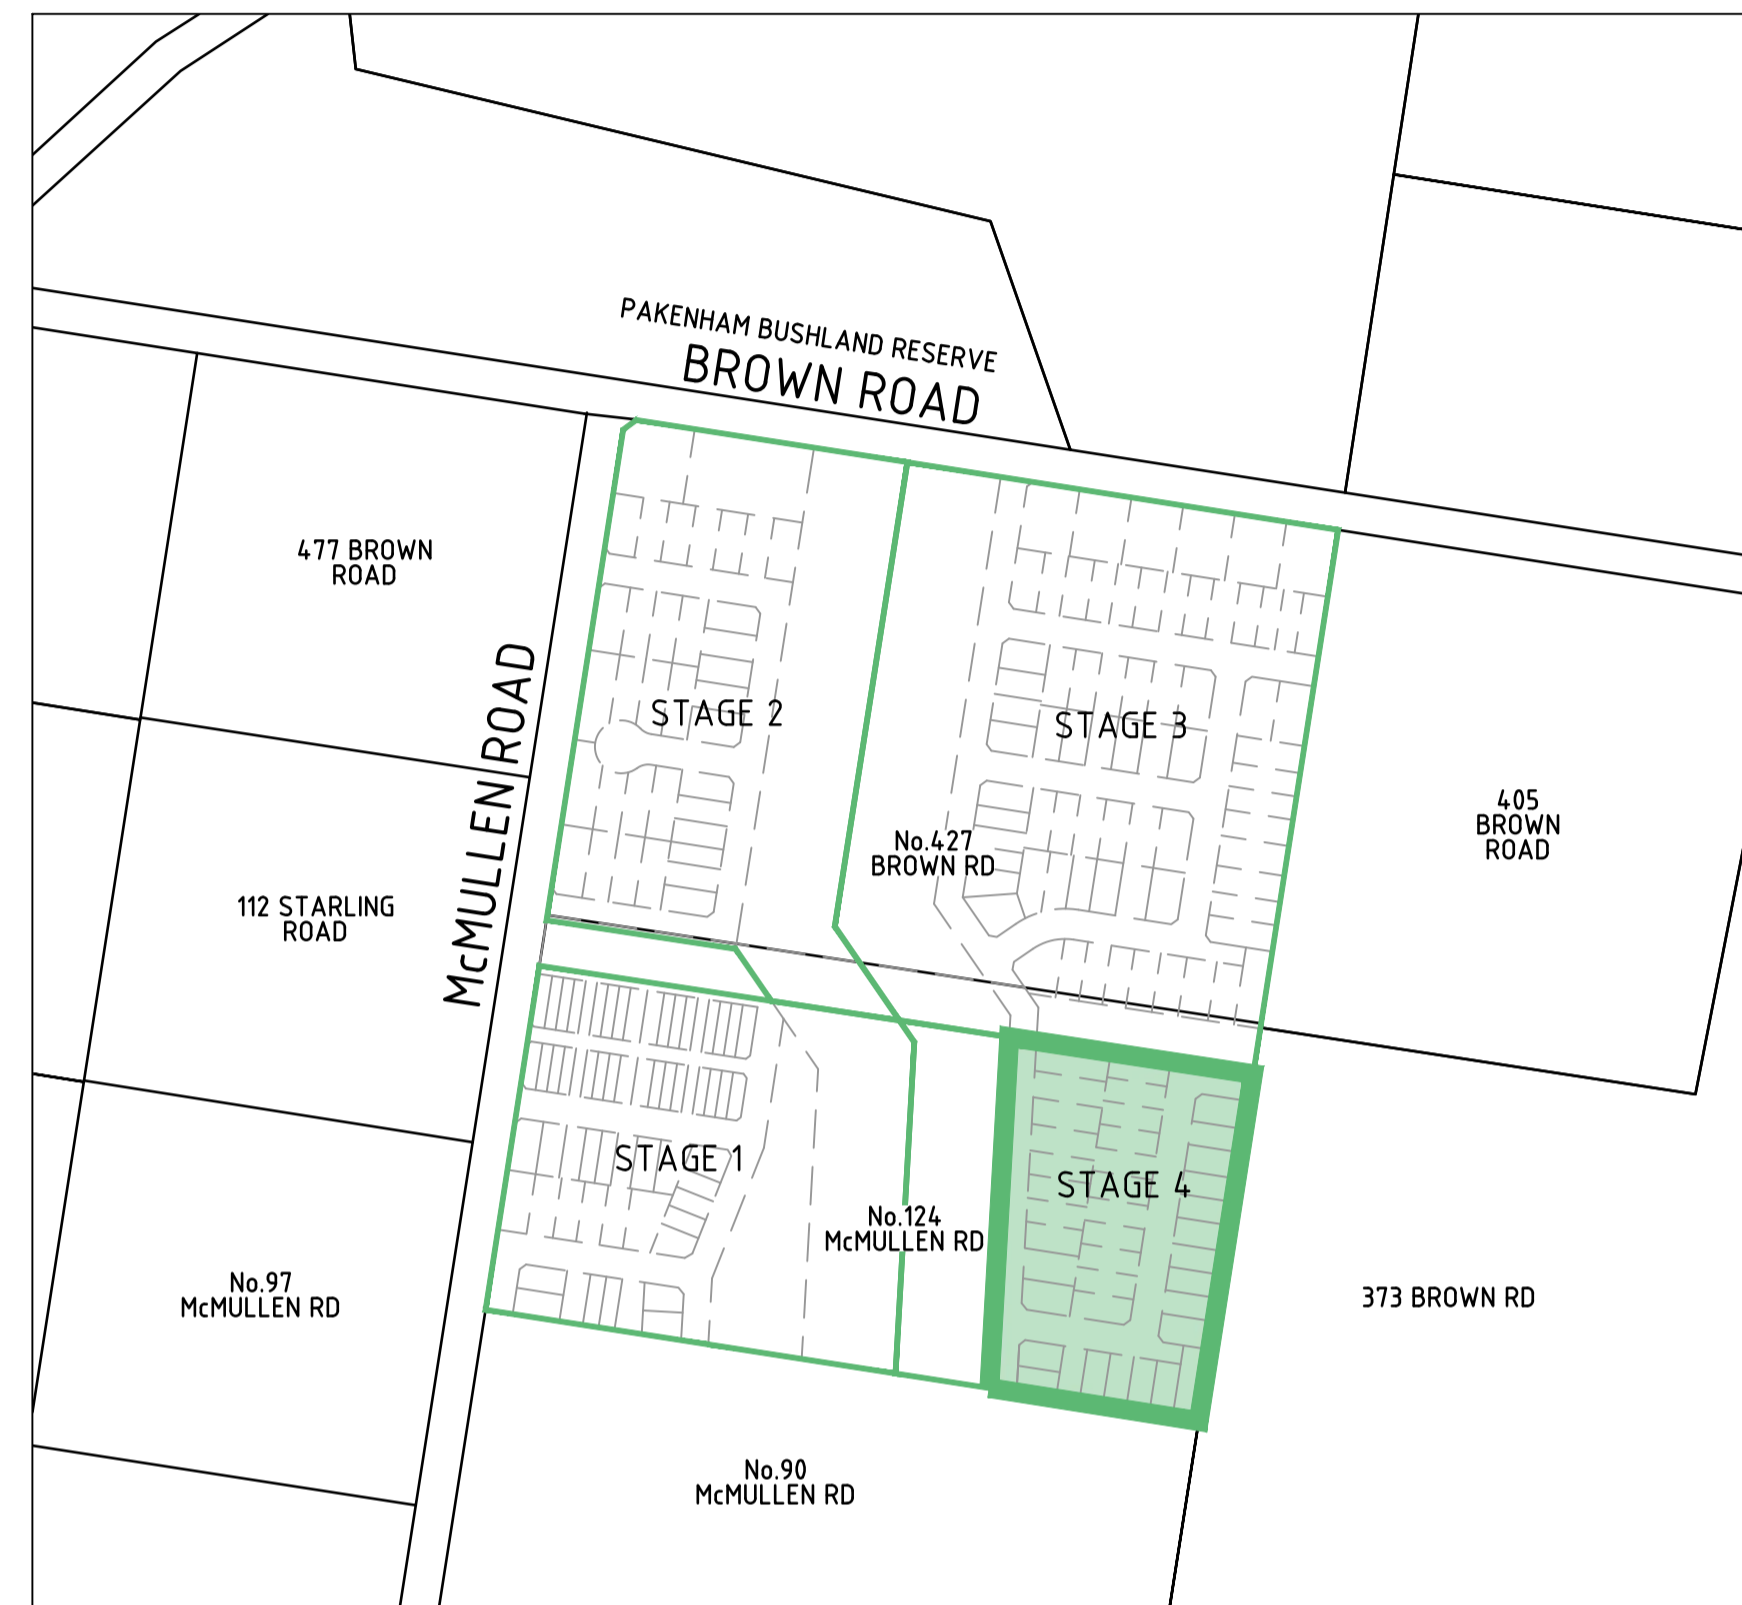 PAKENHAM BUSHLAND RESERVE
BROWN ROAD
477 BROWN
ROAD
McMULLEN ROAD
STAGE 2
STAGE 3
405
BROWN
ROAD
No.427
BROWN RD
112 STARLING
ROAD
STAGE 1
STAGE 4
No.124
McMULLEN RD
No.97
McMULLEN RD
373 BROWN RD
No.90
McMULLEN RD